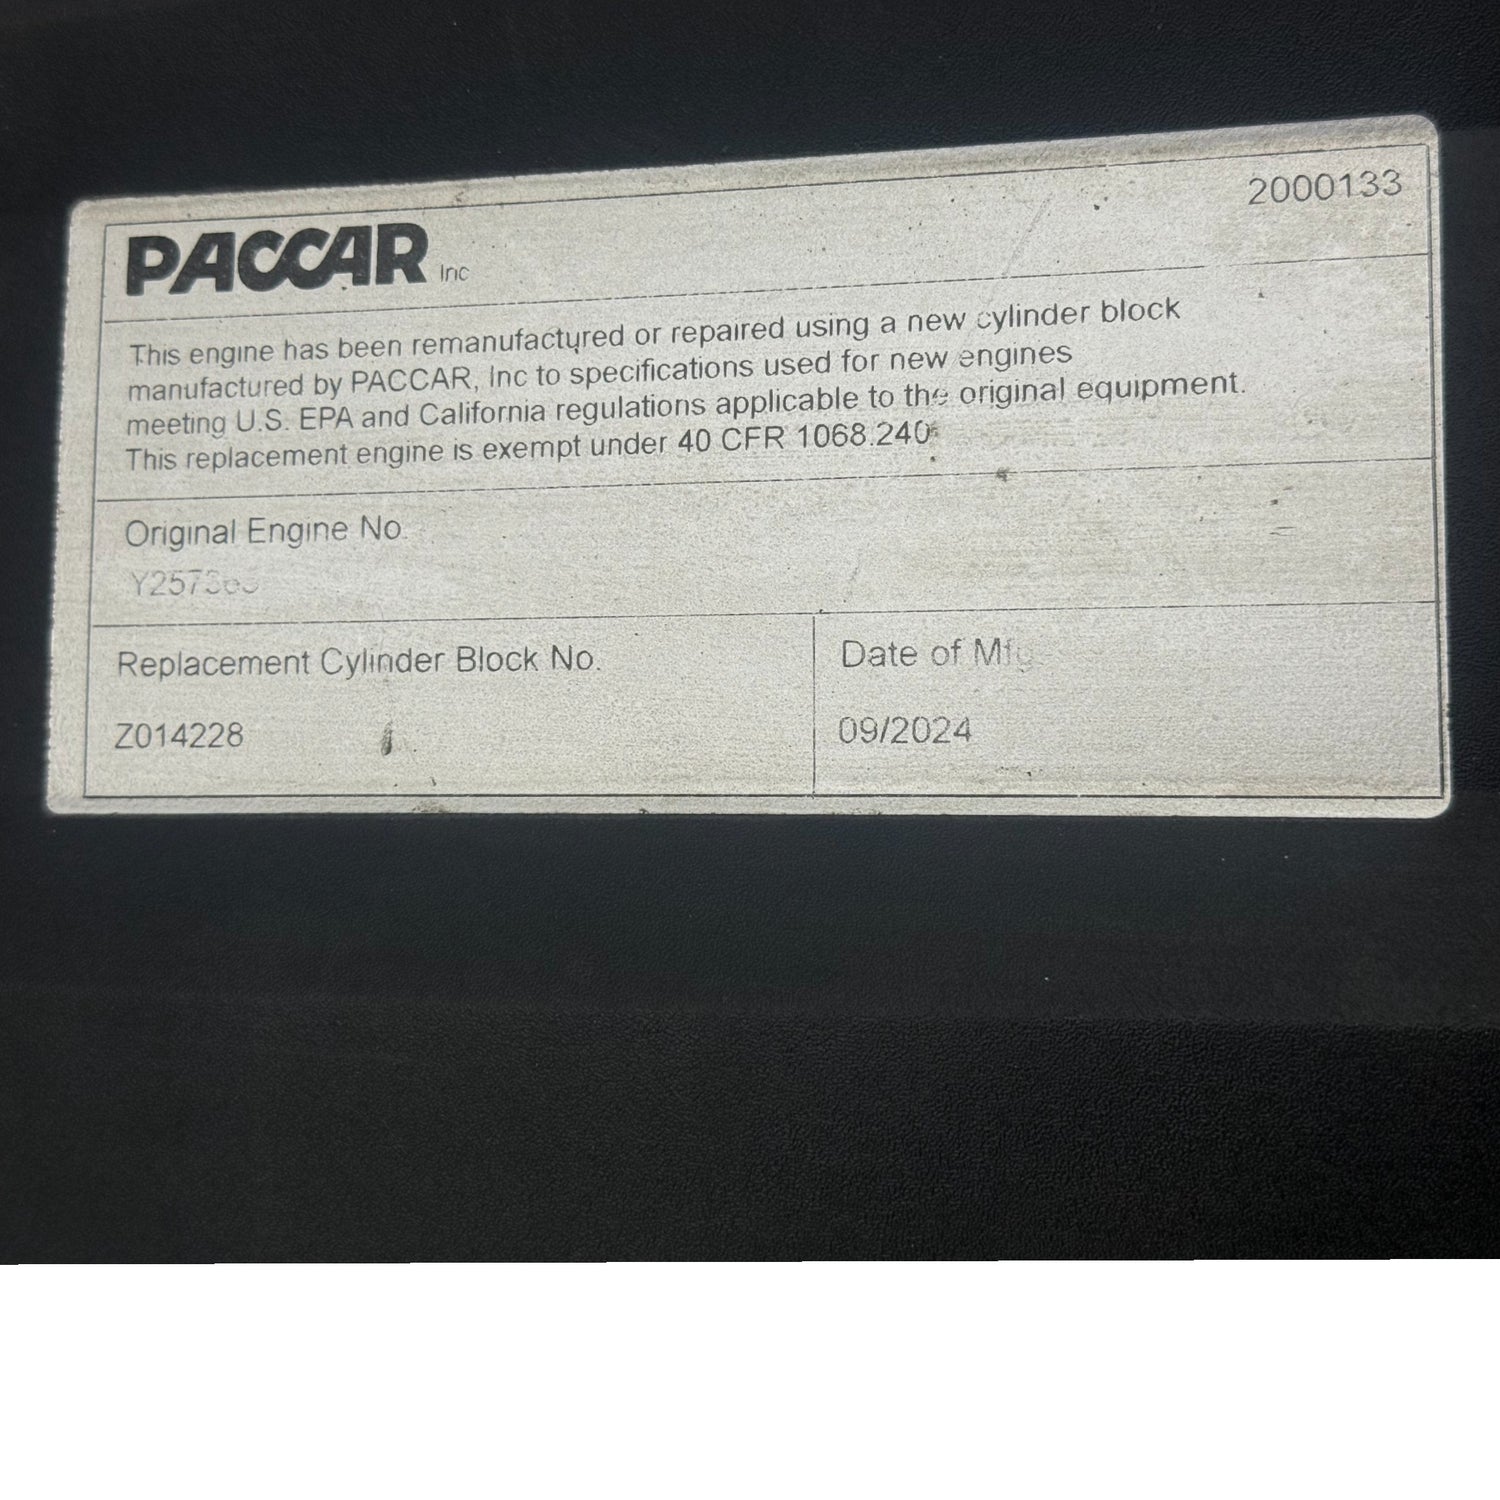 PACCAR Inc
2000133
This engine has been remanufactured or repaired using a new cylinder block
manufactured by PACCAR, Inc to specifications used for new engines
meeting U.S. EPA and California regulations applicable to the original equipment.
This replacement engine is exempt under 40 CFR 1068.240.
Original Engine No.
Replacement Cylinder Block No.
Z014228
Date of Mfg
09/2024